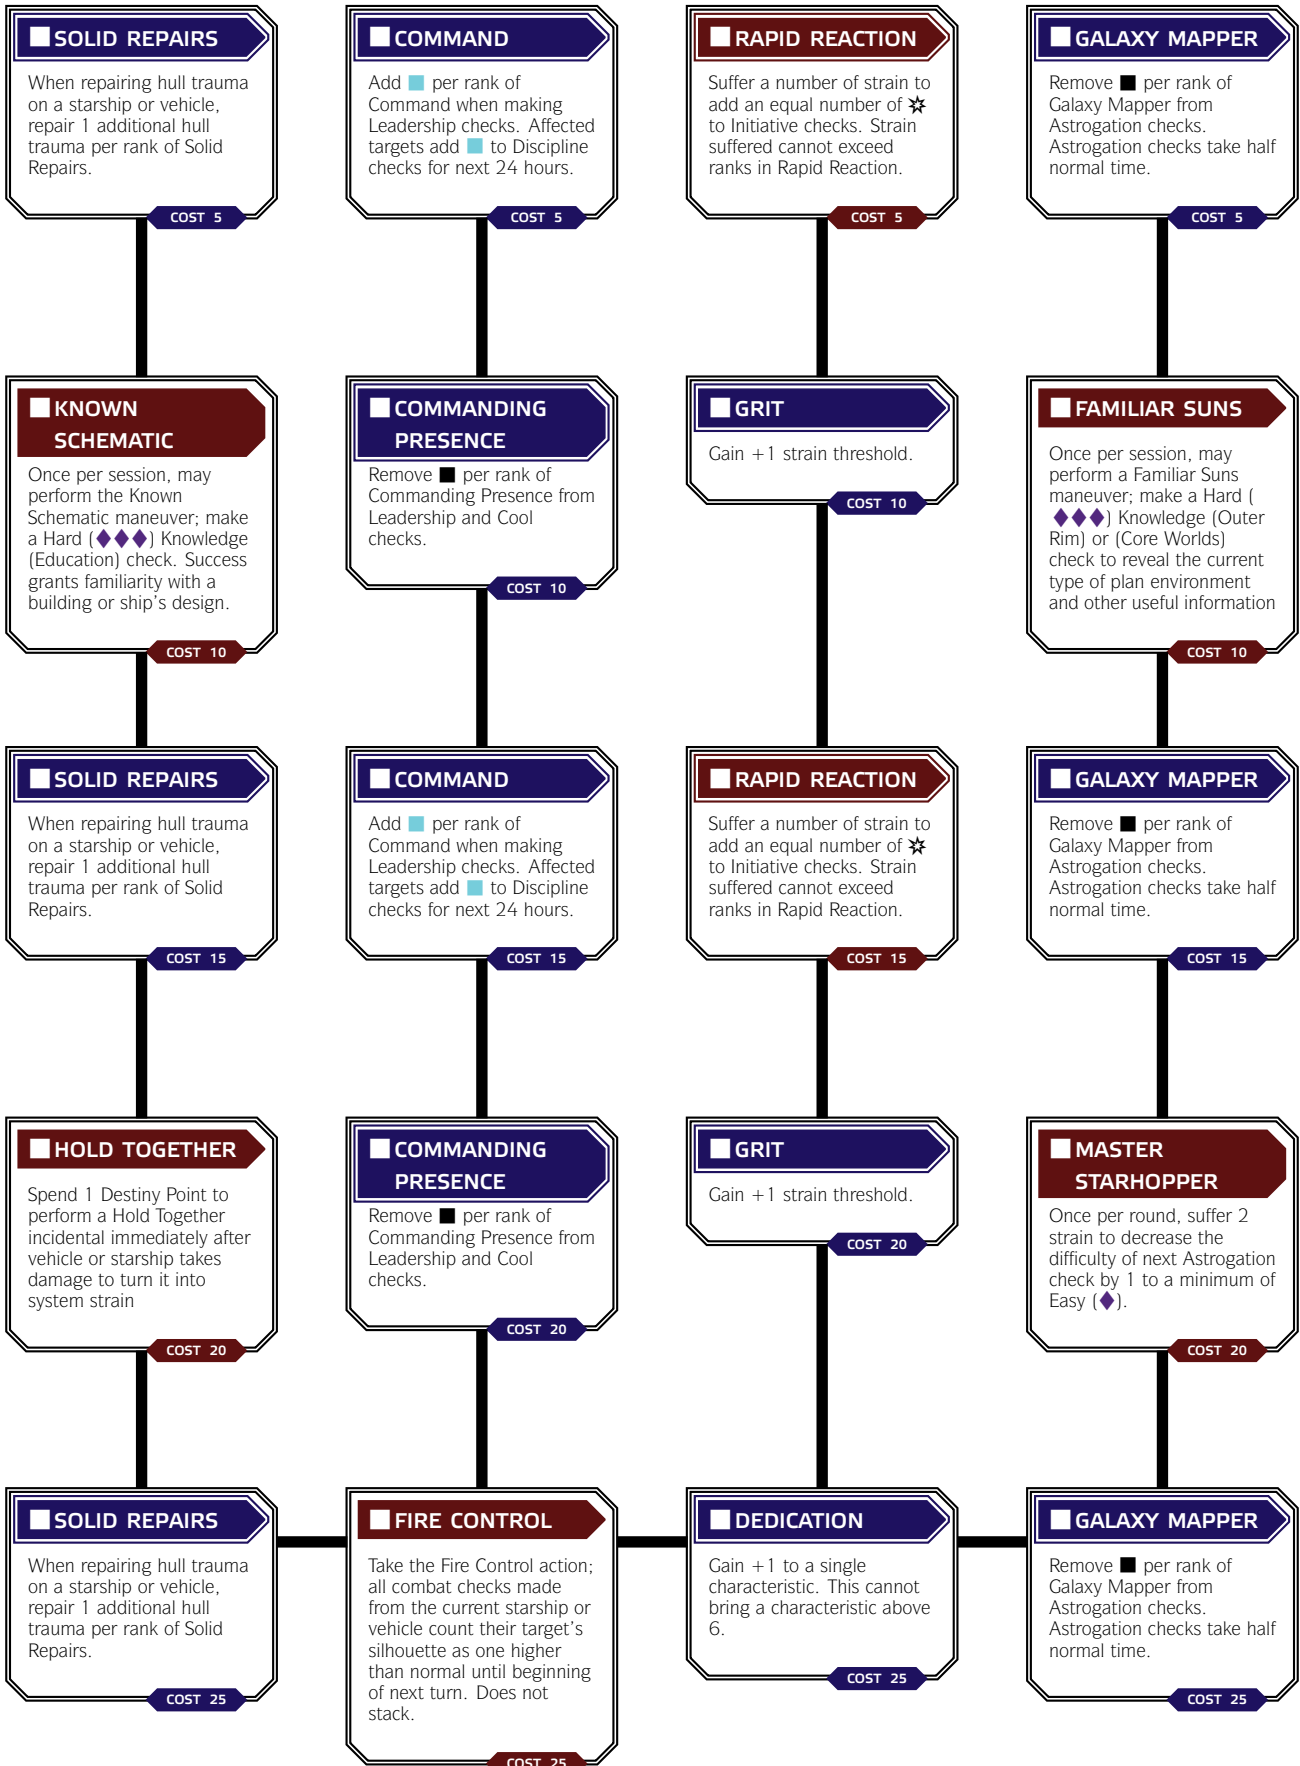 SOLID REPAIRS
When repairing hull trauma
on a starship or vehicle,
repair 1 additional hull
trauma per rank of Solid
Repairs.
COST 5
COMMAND
Add per rank of
Command when making
Leadership checks. Affected
targets add to Discipline
checks for next 24 hours.
COST 5
RAPID REACTION
Suffer a number of strain to
add an equal number of
to Initiative checks. Strain
suffered cannot exceed
ranks in Rapid Reaction.
COST 5
GALAXY MAPPER
Remove per rank of
Galaxy Mapper from
Astrogation checks.
Astrogation checks take half
normal time.
COST 5
KNOWN
SCHEMATIC
Once per session, may
perform the Known
Schematic maneuver; make
a Hard (♦♦♦) Knowledge
(Education) check. Success
grants familiarity with a
building or ship's design.
COST 10
COMMANDING
PRESENCE
Remove per rank of
Commanding Presence from
Leadership and Cool
checks.
COST 10
GRIT
Gain +1 strain threshold.
COST 10
FAMILIAR SUNS
Once per session, may
perform a Familiar Suns
maneuver; make a Hard (
♦♦♦) Knowledge (Outer
Rim) or (Core Worlds)
check to reveal the current
type of plan environment
and other useful information
COST 10
SOLID REPAIRS
When repairing hull trauma
on a starship or vehicle,
repair 1 additional hull
trauma per rank of Solid
Repairs.
COST 15
COMMAND
Add per rank of
Command when making
Leadership checks. Affected
targets add to Discipline
checks for next 24 hours.
COST 15
RAPID REACTION
Suffer a number of strain to
add an equal number of
to Initiative checks. Strain
suffered cannot exceed
ranks in Rapid Reaction.
COST 15
GALAXY MAPPER
Remove per rank of
Galaxy Mapper from
Astrogation checks.
Astrogation checks take half
normal time.
COST 15
HOLD TOGETHER
Spend 1 Destiny Point to
perform a Hold Together
incidental immediately after
vehicle or starship takes
damage to turn it into
system strain
COST 20
COMMANDING
PRESENCE
Remove per rank of
Commanding Presence from
Leadership and Cool
checks.
COST 20
GRIT
Gain +1 strain threshold.
COST 20
MASTER
STARHOPPER
Once per round, suffer 2
strain to decrease the
difficulty of next Astrogation
check by 1 to a minimum of
Easy (♦).
COST 20
SOLID REPAIRS
When repairing hull trauma
on a starship or vehicle,
repair 1 additional hull
trauma per rank of Solid
Repairs.
COST 25
FIRE CONTROL
Take the Fire Control action;
all combat checks made
from the current starship or
vehicle count their target's
silhouette as one higher
than normal until beginning
of next turn. Does not
stack.
COST 25
DEDICATION
Gain +1 to a single
characteristic. This cannot
bring a characteristic above
6.
COST 25
GALAXY MAPPER
Remove per rank of
Galaxy Mapper from
Astrogation checks.
Astrogation checks take half
normal time.
COST 25